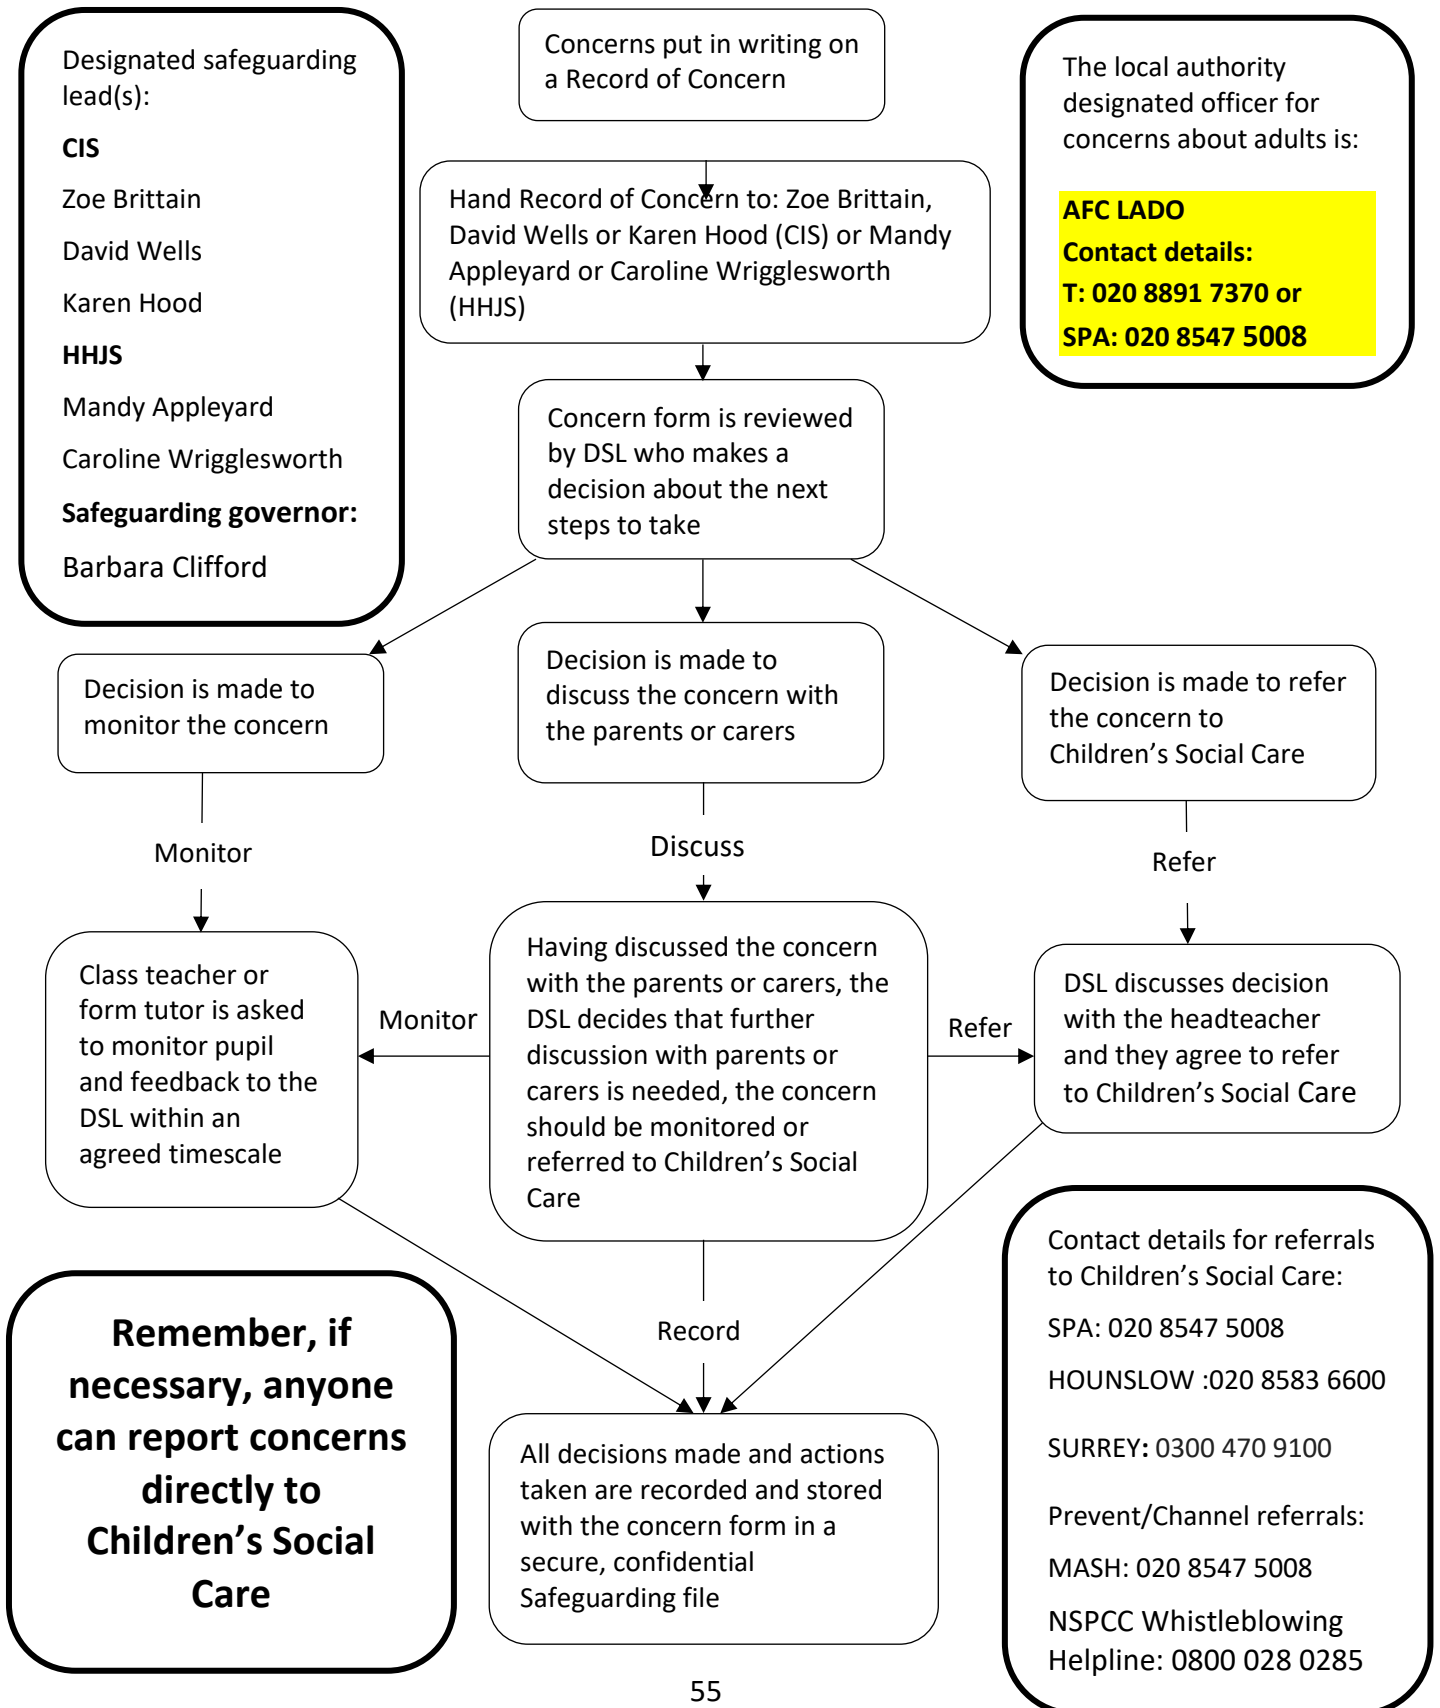 Designated safeguarding
lead(s):
CIS
Zoe Brittain
David Wells
Karen Hood
HHJS
Mandy Appleyard
Caroline Wrigglesworth
Safeguarding governor:
Barbara Clifford
Concerns put in writing on
a Record of Concern
The local authority
designated officer for
concerns about adults is:
AFC LADO
Contact details:
T: 020 8891 7370 or
SPA: 020 8547 5008
Hand Record of Concern to: Zoe Brittain,
David Wells or Karen Hood (CIS) or Mandy
Appleyard or Caroline Wrigglesworth
(HHJS)
Concern form is reviewed
by DSL who makes a
decision about the next
steps to take
Decision is made to
monitor the concern
Decision is made to
discuss the concern with
the parents or carers
Decision is made to refer
the concern to
Children’s Social Care
Monitor
Discuss
Refer
Class teacher or
form tutor is asked
to monitor pupil
and feedback to the
DSL within an
agreed timescale
Monitor
Having discussed the concern
with the parents or carers, the
DSL decides that further
discussion with parents or
carers is needed, the concern
should be monitored or
referred to Children’s Social
Care
Refer
DSL discusses decision
with the headteacher
and they agree to refer
to Children’s Social Care
Remember, if
necessary, anyone
can report concerns
directly to
Children’s Social
Care
Record
All decisions made and actions
taken are recorded and stored
with the concern form in a
secure, confidential
Safeguarding file
Contact details for referrals
to Children’s Social Care:
SPA: 020 8547 5008
HOUNSLOW :020 8583 6600
SURREY: 0300 470 9100
Prevent/Channel referrals:
MASH: 020 8547 5008
NSPCC Whistleblowing
Helpline: 0800 028 0285
55